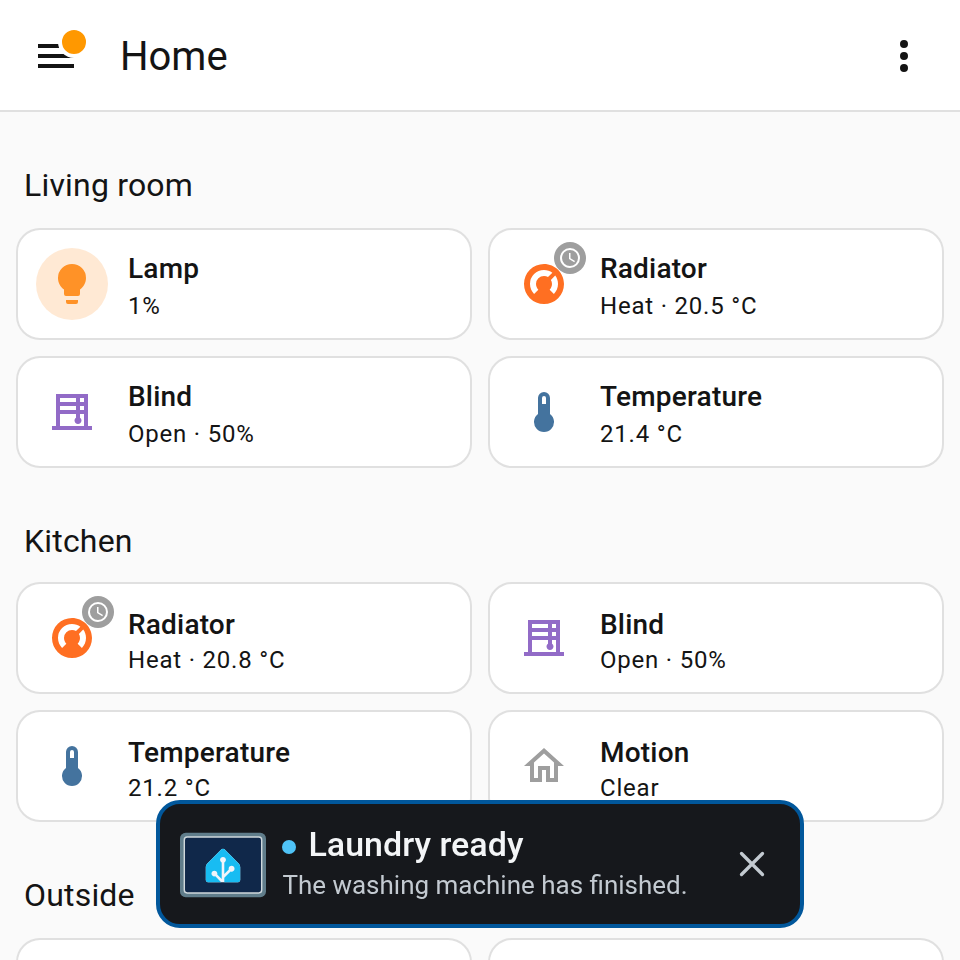 Home
Living room
Lamp
1%
Radiator
Heat · 20.5 °C
Blind
Open · 50%
Temperature
21.4 °C
Kitchen
Radiator
Heat · 20.8 °C
Blind
Open · 50%
Temperature
21.2 °C
Motion
Clear
Laundry ready
The washing machine has finished.
Outside